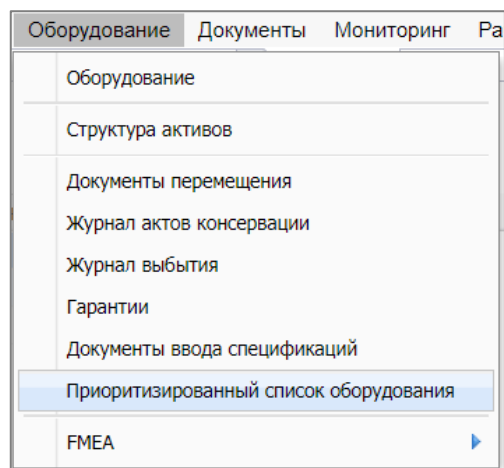 Оборудование Документы Мониторинг Ра
Оборудование
Структура активов
Документы перемещения
Журнал актов консервации
Журнал выбытия
Гарантии
Документы ввода спецификаций
Приоритизированный список оборудования
FMEA